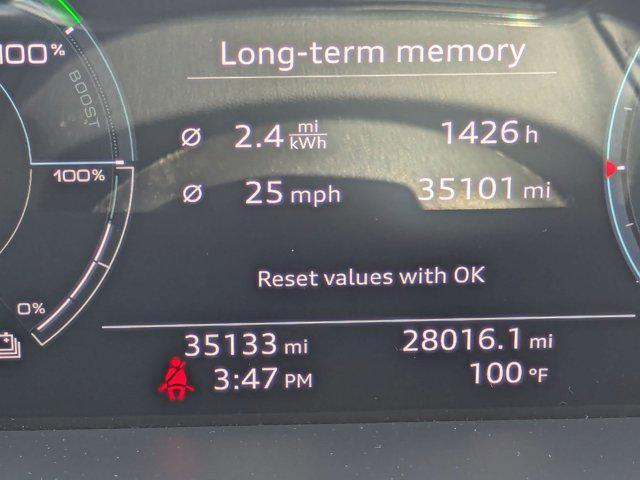 100%
Long-term memory
BOOST
Ø 2.4 mi/kWh 1426 h
100%
Ø 25 mph 35101 mi
Reset values with OK
0%
35133 mi 28016.1 mi
3:47 PM 100 °F